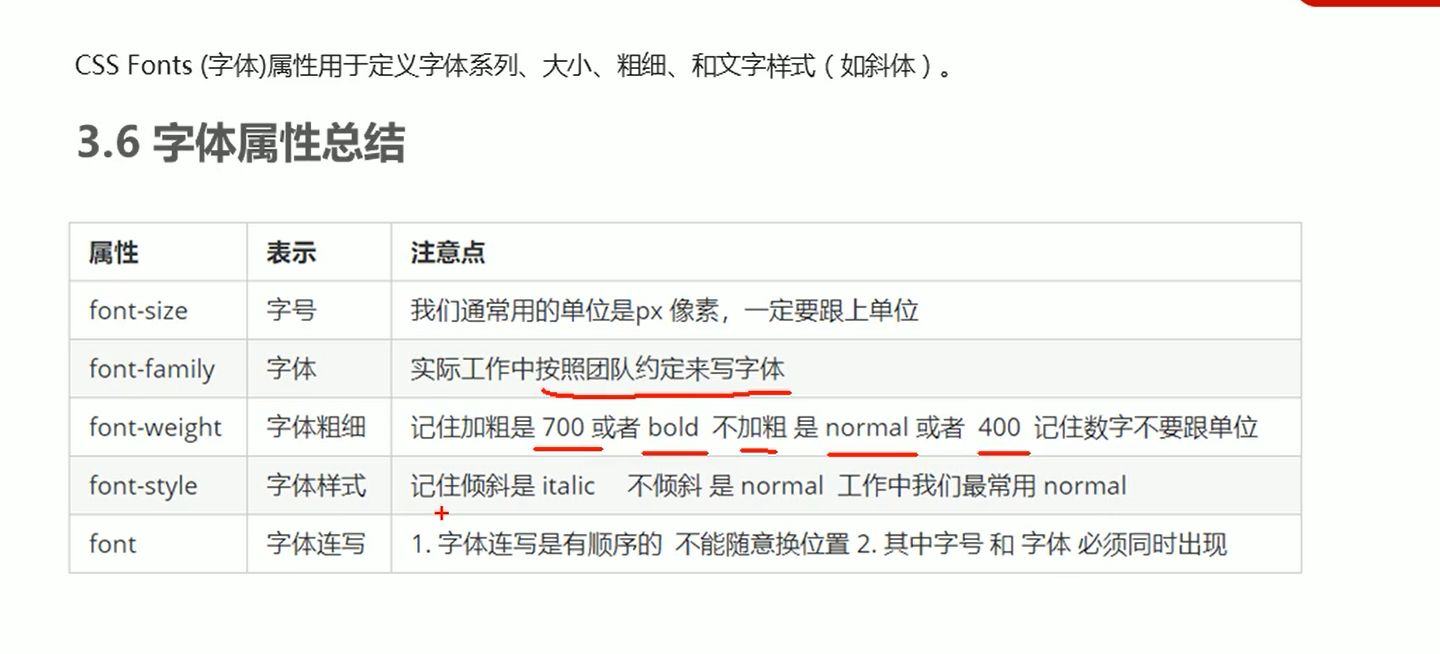 CSS Fonts (字体)属性用于定义字体系列、大小、粗细、和文字样式（如斜体）。
3.6 字体属性总结
属性 表示 注意点
font-size 字号 我们通常用的单位是px 像素，一定要跟上单位
font-family 字体 实际工作中按照团队约定来写字体
font-weight 字体粗细 记住加粗是 700 或者 bold 不加粗 是 normal 或者 400 记住数字不要跟单位
font-style 字体样式 记住倾斜是 italic 不倾斜 是 normal 工作中我们最常用 normal
font 字体连写 1. 字体连写是有顺序的 不能随意换位置 2. 其中字号 和 字体 必须同时出现